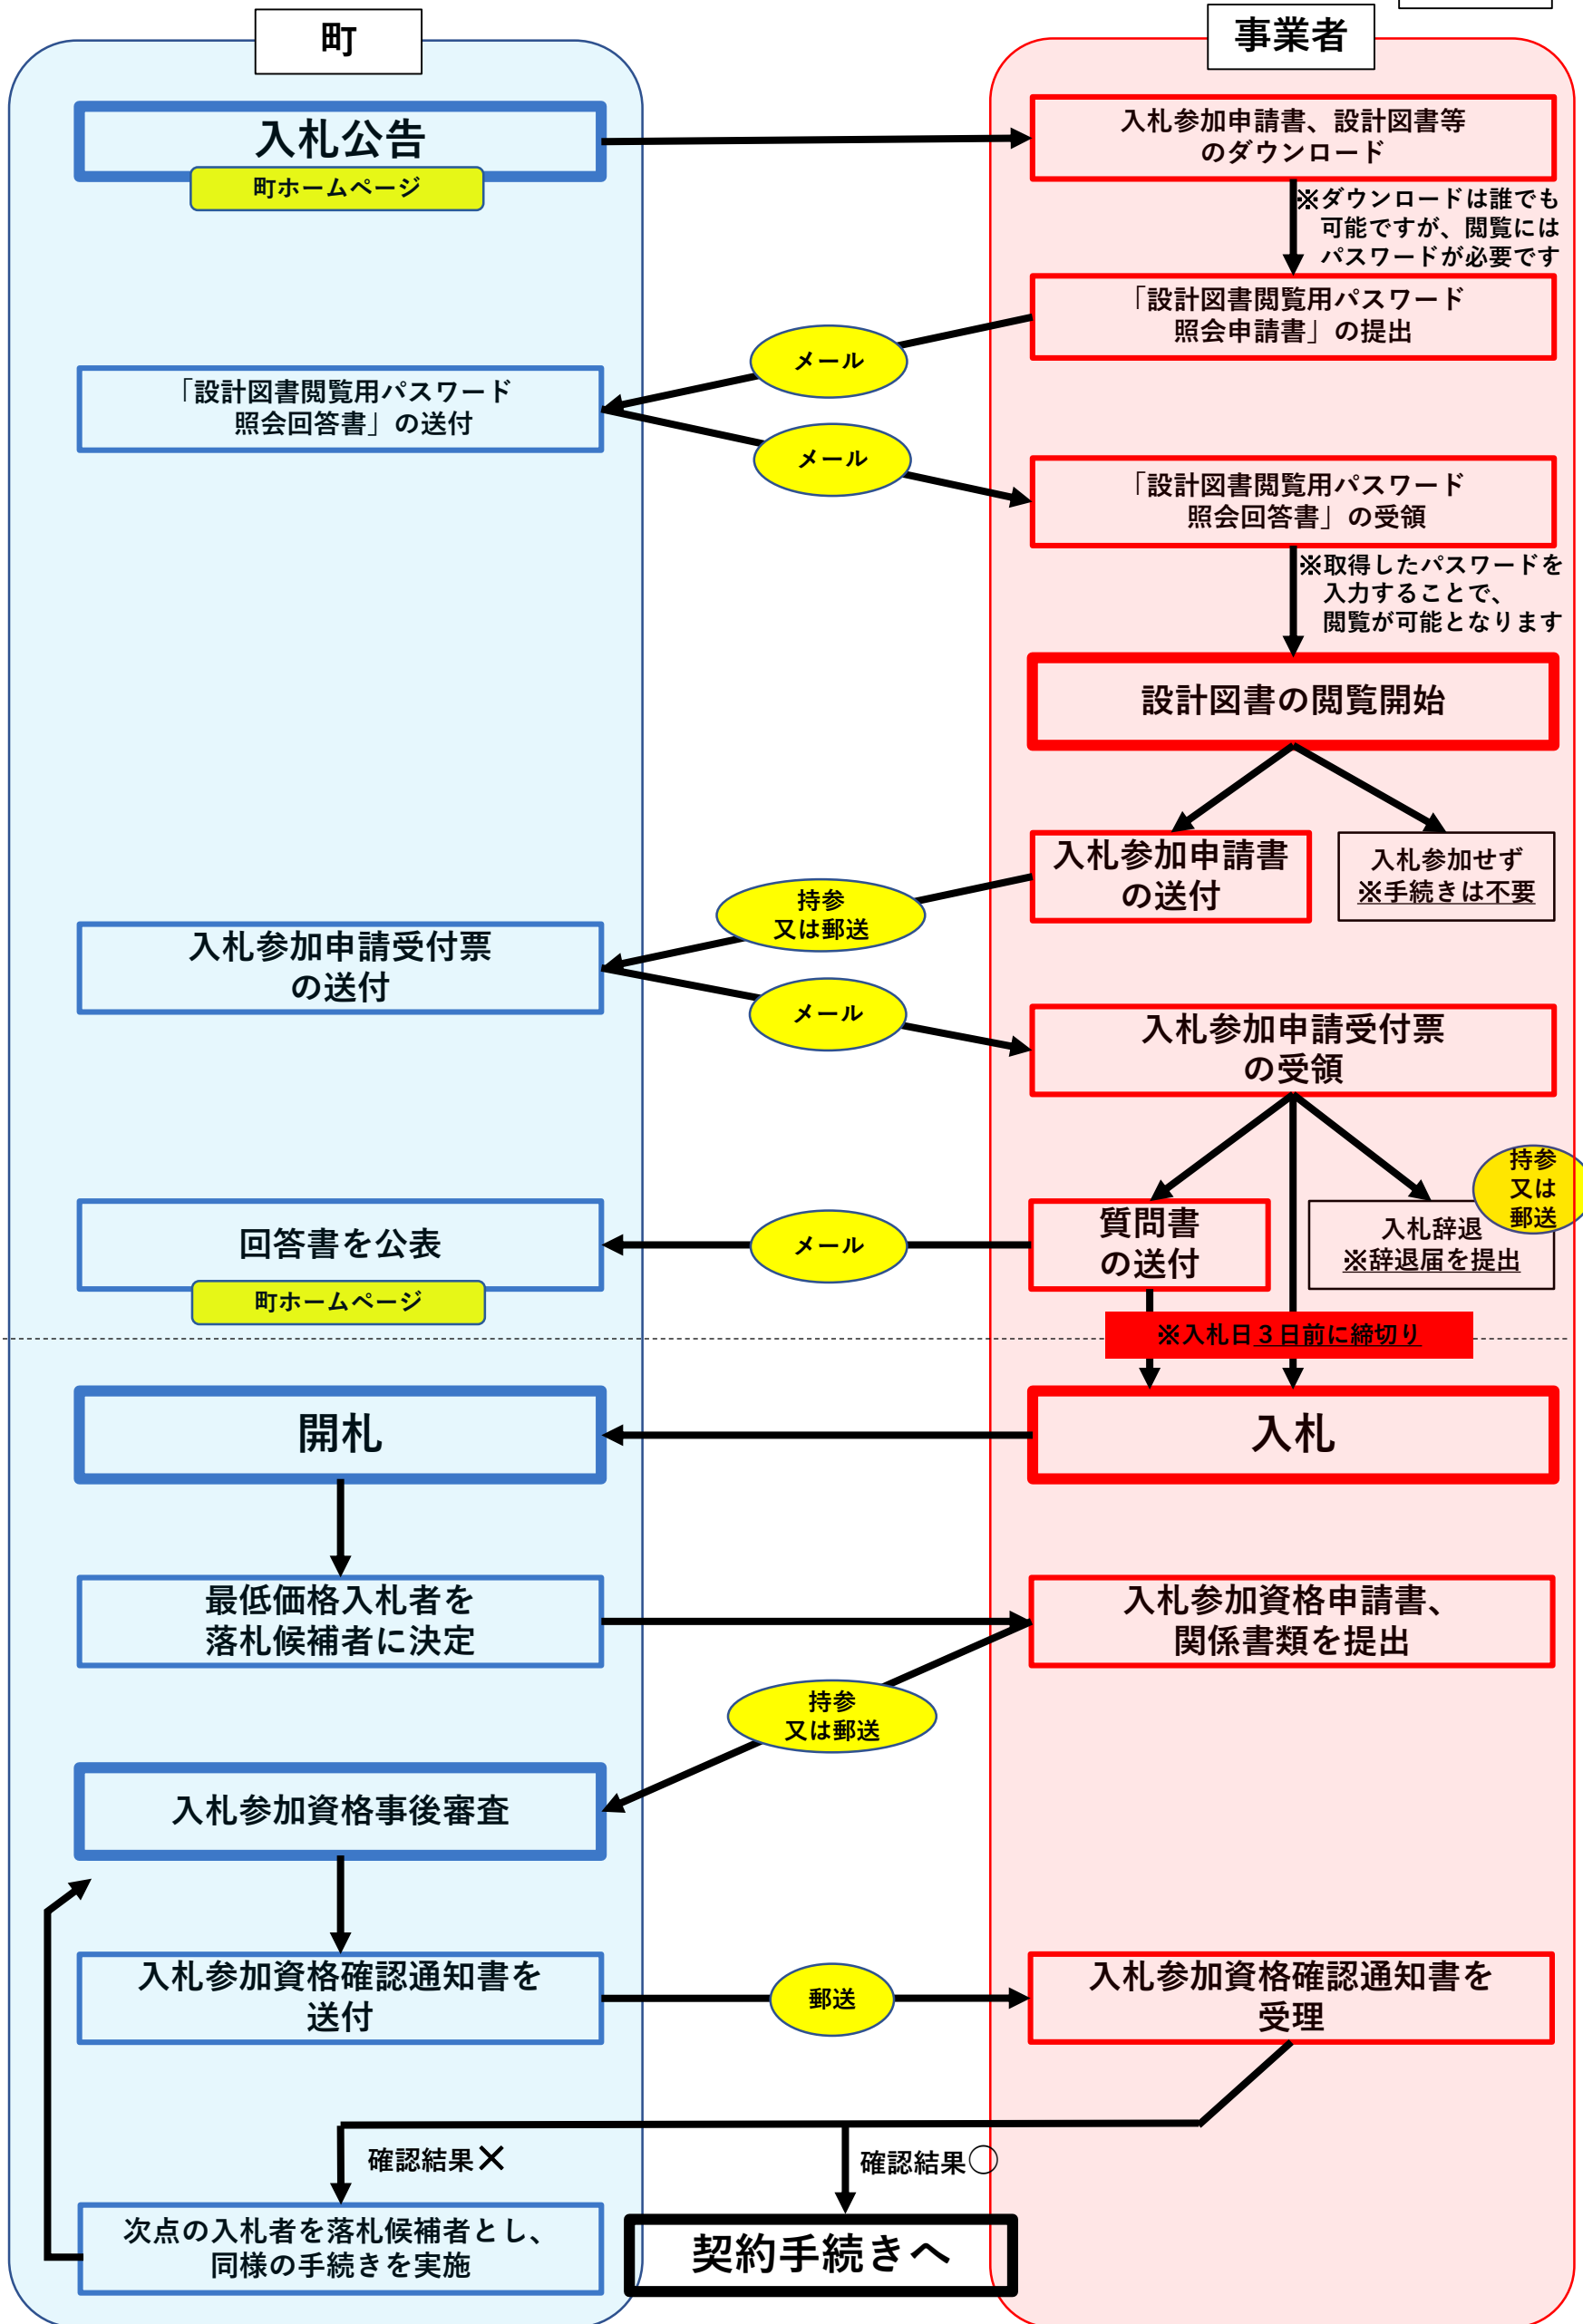 町
事業者
入札公告
町ホームページ
入札参加申請書、設計図書等
のダウンロード
※ダウンロードは誰でも
可能ですが、閲覧には
パスワードが必要です
「設計図書閲覧用パスワード
照会申請書」の提出
メール
「設計図書閲覧用パスワード
照会回答書」の送付
メール
「設計図書閲覧用パスワード
照会回答書」の受領
※取得したパスワードを
入力することで、
閲覧が可能となります
設計図書の閲覧開始
入札参加申請書
の送付
入札参加せず
※手続きは不要
持参
又は郵送
入札参加申請受付票
の送付
メール
入札参加申請受付票
の受領
持参
又は
郵送
回答書を公表
町ホームページ
メール
質問書
の送付
入札辞退
※辞退届を提出
※入札日３日前に締切り
開札
入札
最低価格入札者を
落札候補者に決定
入札参加資格申請書、
関係書類を提出
持参
又は郵送
入札参加資格事後審査
入札参加資格確認通知書を
送付
郵送
入札参加資格確認通知書を
受理
確認結果✕
確認結果○
次点の入札者を落札候補者とし、
同様の手続きを実施
契約手続きへ